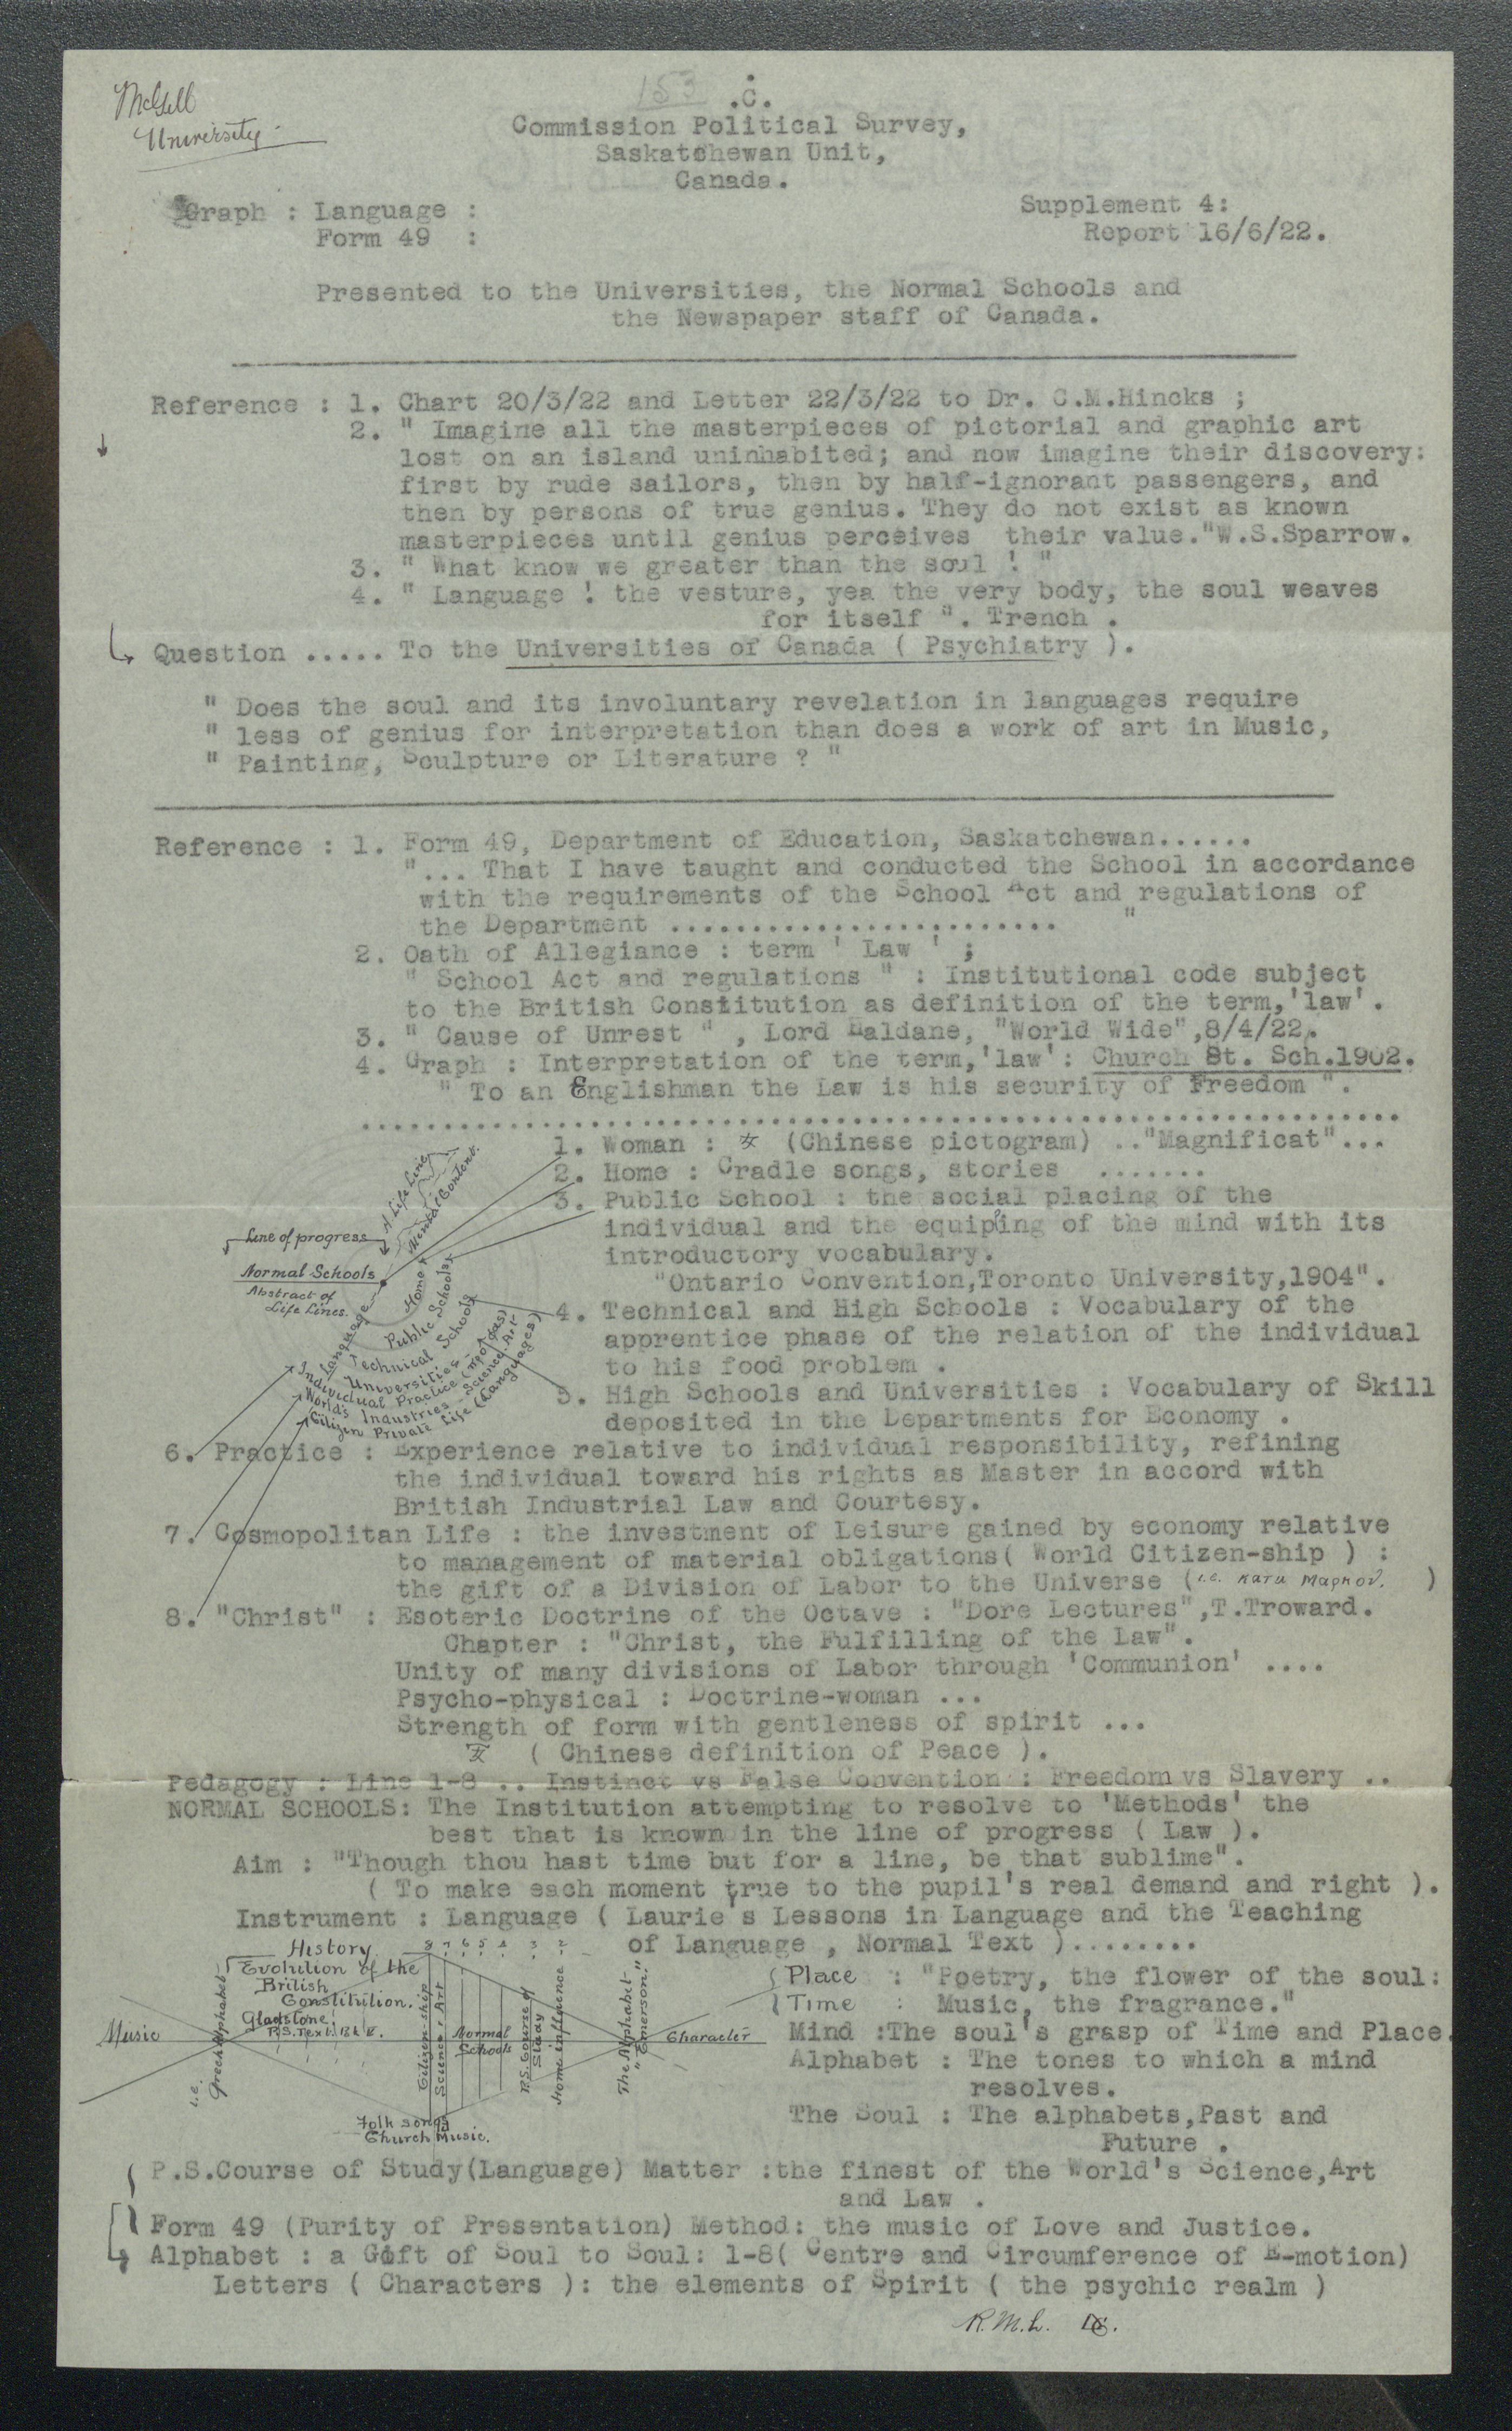 McGill
University
153
.C.
Commission Political Survey,
Saskatchewan Unit,
Canada.
Graph : Language :
Form 49 :
Supplement 4:
Report 16/6/22.
Presented to the Universities, the Normal Schools and
the Newspaper staff of Canada.
Reference : 1. Chart 20/3/22 and Letter 22/3/22 to Dr. C.M.Hincks ;
2. " Imagine all the masterpieces of pictorial and graphic art
lost on an island uninhabited; and now imagine their discovery:
first by rude sailors, then by half-ignorant passengers, and
then by persons of true genius. They do not exist as known
masterpieces until genius perceives their value."W.S.Sparrow.
3. " What know we greater than the soul ! "
4. " Language ! the vesture, yea the very body, the soul weaves
for itself ". Trench .
Question ..... To the Universities of Canada ( Psychiatry ).
" Does the soul and its involuntary revelation in languages require
" less of genius for interpretation than does a work of art in Music,
" Painting, Sculpture or Literature ? "
Reference : 1. Form 49, Department of Education, Saskatchewan......
"... That I have taught and conducted the School in accordance
with the requirements of the School Act and regulations of
the Department ........................ "
2. Oath of Allegiance : term ' Law ' ;
" School Act and regulations " : Institutional code subject
to the British Constitution as definition of the term,'law'.
3. " Cause of Unrest " , Lord Haldane, "World Wide",8/4/22.
4. Graph : Interpretation of the term,'law': Church St. Sch.1902.
" To an Englishman the Law is his security of Freedom ".
1. Woman : 女 (Chinese pictogram) .."Magnificat"...
2. Home : Cradle songs, stories .......
3. Public School : the social placing of the
individual and the equipping of the mind with its
introductory vocabulary.
"Ontario Convention,Toronto University,1904".
4. Technical and High Schools : Vocabulary of the
apprentice phase of the relation of the individual
to his food problem .
5. High Schools and Universities : Vocabulary of Skill
deposited in the Departments for Economy .
A Life Line
Mental Content.
Line of progress
Normal Schools
Abstract of
Life Lines.
Language
Home
Public Schools
Technical Schools
Universities
Individual Practice
World's Industries - Science, Art
Citizen Private Life (Languages)
6. Practice : Experience relative to individual responsibility, refining
the individual toward his rights as Master in accord with
British Industrial Law and Courtesy.
7. Cosmopolitan Life : the investment of Leisure gained by economy relative
to management of material obligations( World Citizen-ship ) :
the gift of a Division of Labor to the Universe (i.e. )
8. "Christ" : Esoteric Doctrine of the Octave : "Dore Lectures",T.Troward.
Chapter : "Christ, the Fulfilling of the Law".
Unity of many divisions of Labor through 'Communion' ....
Psycho-physical : Doctrine-woman ...
Strength of form with gentleness of spirit ...
( Chinese definition of Peace ).
Pedagogy : Line 1-8 .. Instinct vs False Convention : Freedom vs Slavery ..
NORMAL SCHOOLS: The Institution attempting to resolve to 'Methods' the
best that is known in the line of progress ( Law ).
Aim : "Though thou hast time but for a line, be that sublime".
( To make each moment true to the pupil's real demand and right ).
Instrument : Language ( Laurie's Lessons in Language and the Teaching
of Language , Normal Text )........
History
Evolution of the
British
Constitution.
Gladstone.
P.S.Text. Bk V.
8 7 6 5 4 3 2
Music
i.e. Greek Alphabet
Citizen-ship
Science, Art
Normal
Schools
P.S. Course of
Study
Home influence
The Alphabet-
"Emerson."
Character
Folk songs
Church Music.
Place : "Poetry, the flower of the soul:
Time : Music, the fragrance."
Mind :The soul's grasp of Time and Place.
Alphabet : The tones to which a mind
resolves.
The Soul : The alphabets,Past and
Future .
P.S.Course of Study(Language) Matter :the finest of the World's Science,Art
and Law .
Form 49 (Purity of Presentation) Method: the music of Love and Justice.
Alphabet : a Gift of Soul to Soul: 1-8( Centre and Circumference of E-motion)
Letters ( Characters ): the elements of Spirit ( the psychic realm )
R.M.L.